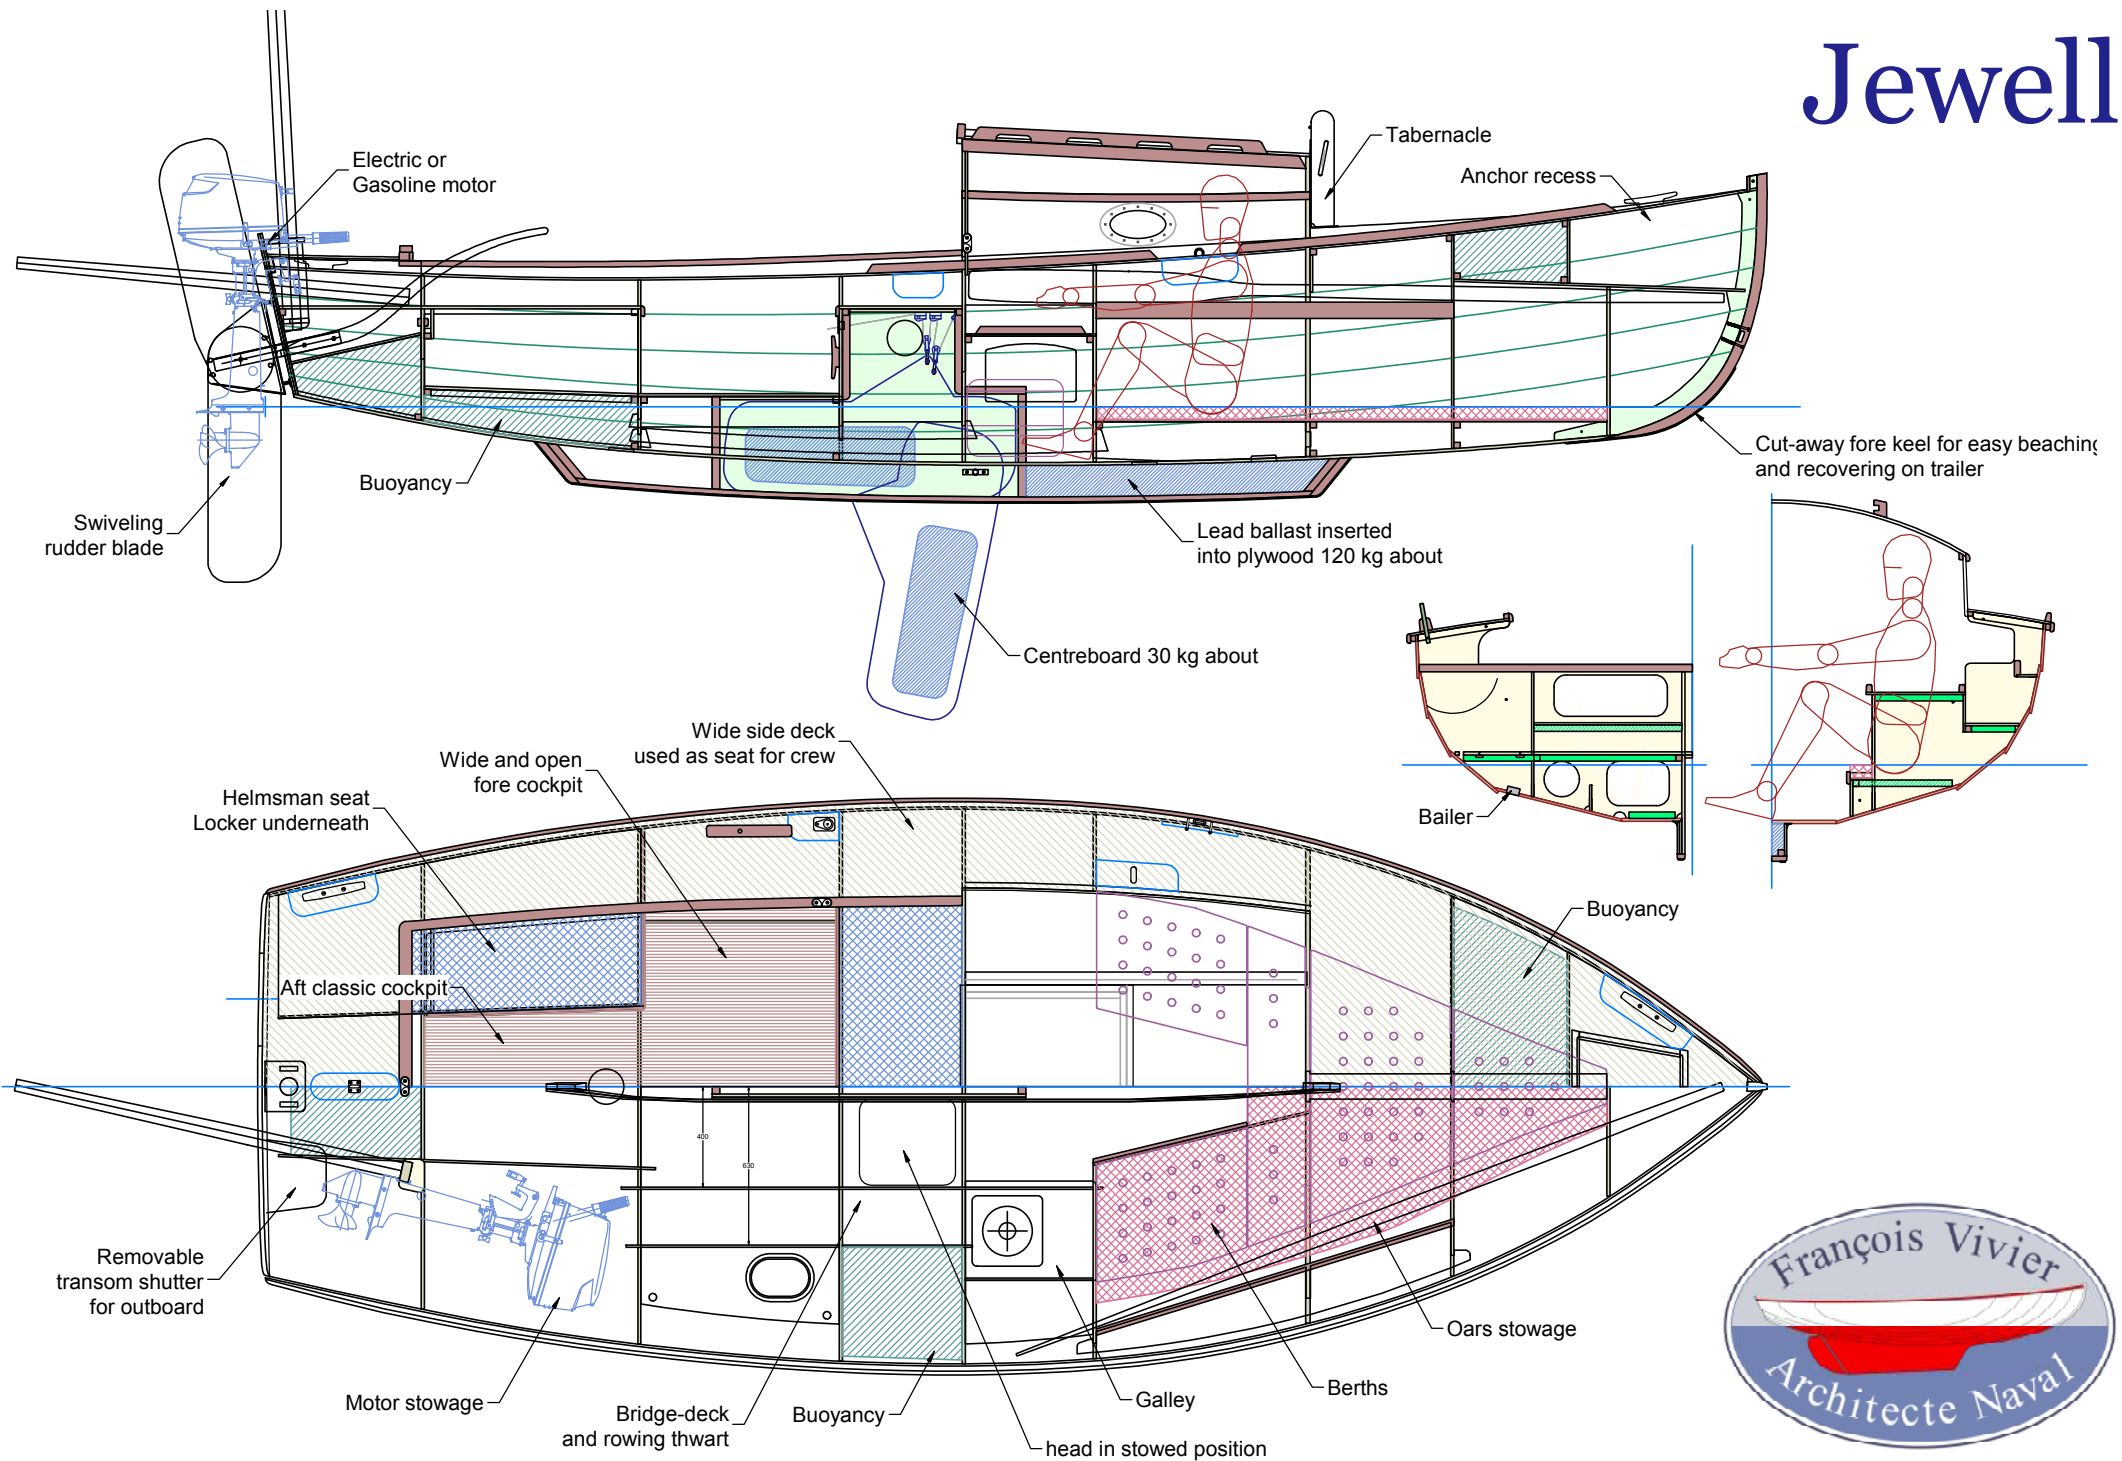 Jewell
Electric or
Gasoline motor
Tabernacle
Anchor recess
Buoyancy
Swiveling
rudder blade
Cut-away fore keel for easy beaching
and recovering on trailer
Lead ballast inserted
into plywood 120 kg about
Centreboard 30 kg about
Bailer
Wide side deck
used as seat for crew
Wide and open
fore cockpit
Helmsman seat
Locker underneath
Aft classic cockpit
Buoyancy
400
630
Removable
transom shutter
for outboard
Motor stowage
Bridge-deck
and rowing thwart
Buoyancy
head in stowed position
Galley
Berths
Oars stowage
François Vivier
Architecte Naval